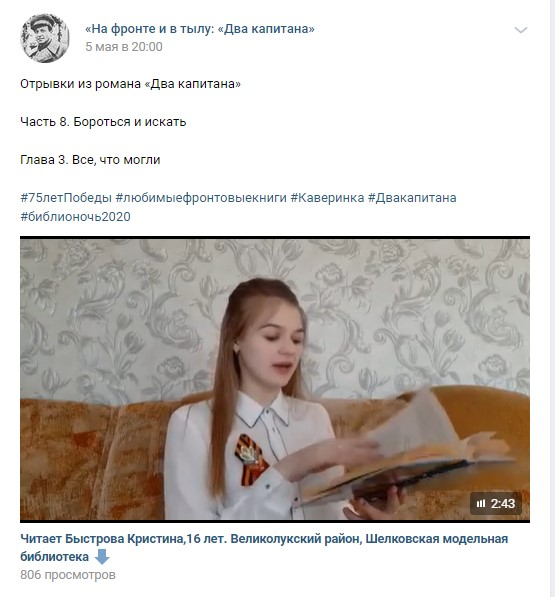 «На фронте и в тылу: «Два капитана»
5 мая в 20:00
Отрывки из романа «Два капитана»
Часть 8. Бороться и искать
Глава 3. Все, что могли
#75летПобеды #любимыефронтовыекниги #Каверинка #Двакапитана
#библионочь2020
2:43
Читает Быстрова Кристина,16 лет. Великолукский район, Шелковская модельная
библиотека
806 просмотров